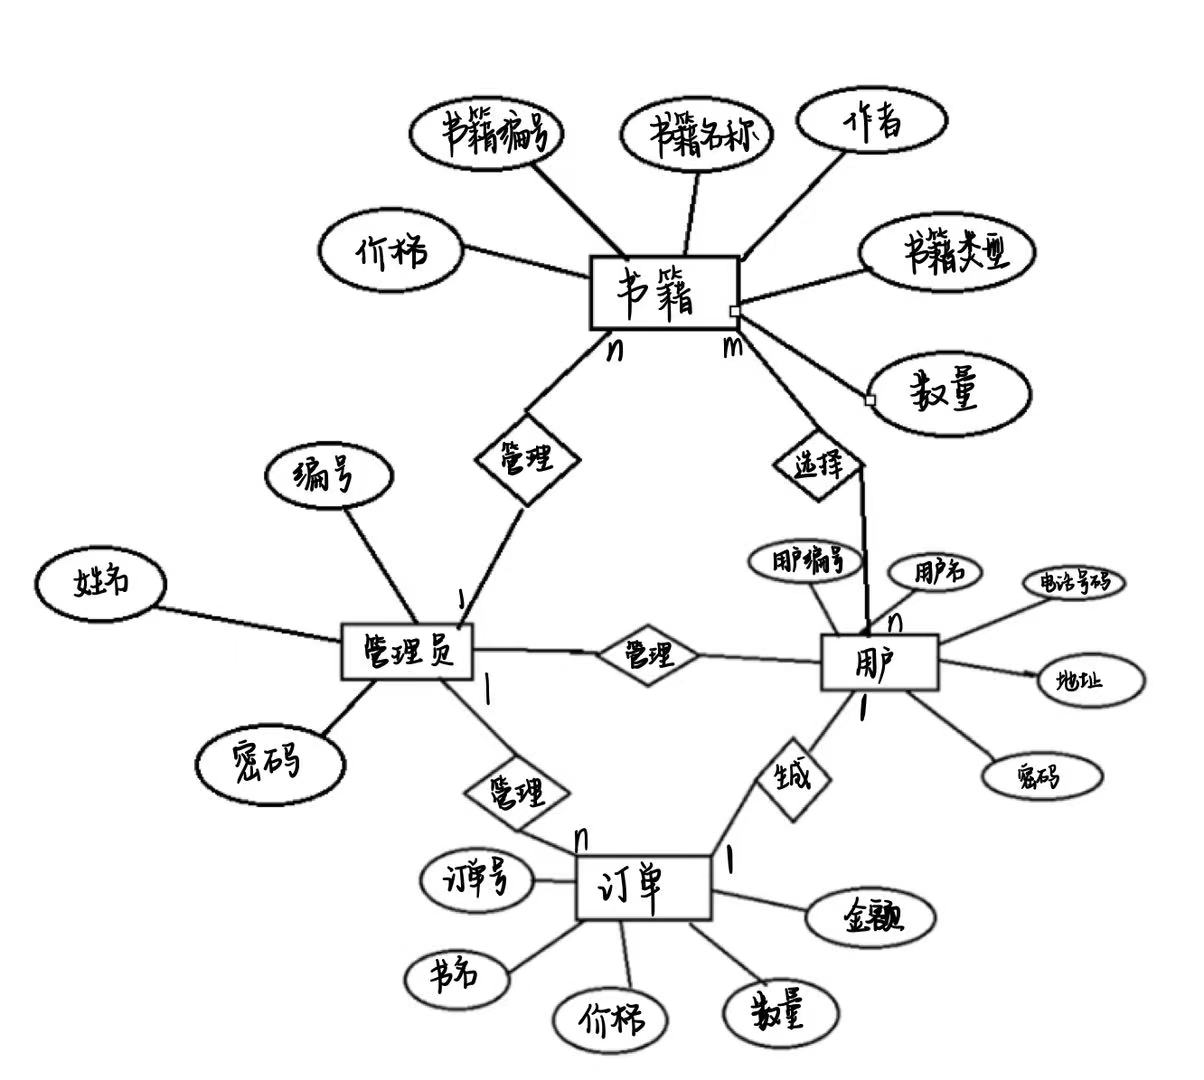 书籍编号
书籍名称
作者
价格
书籍类型
书籍
n
m
数量
管理
选择
编号
用户编号
用户名
电话号码
姓名
1
n
管理员
管理
用户
地址
1
1
密码
密码
管理
生成
n
1
订单号
订单
金额
书名
价格
数量